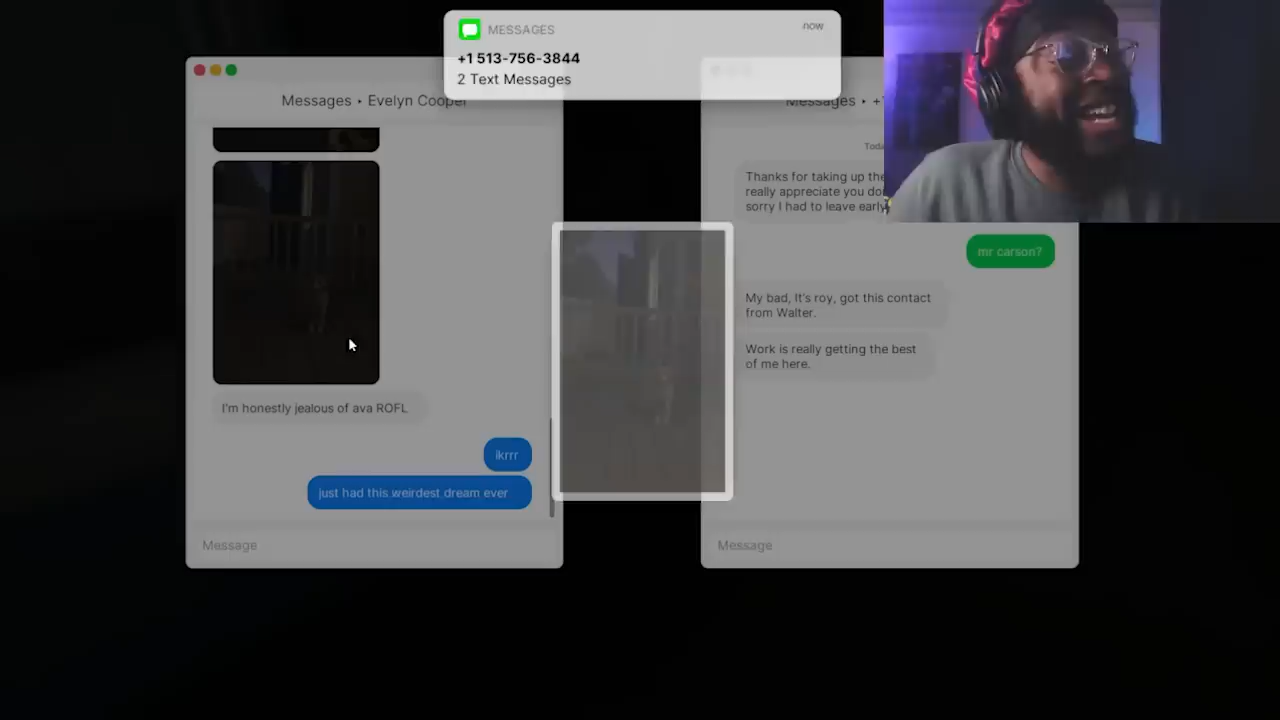 MESSAGES
now
+1 513-756-3844
2 Text Messages
Messages ‣ Evelyn Cooper
I'm honestly jealous of ava ROFL
ikrrr
just had this weirdest dream ever
Message
Messages ‣ +1
Toda
Thanks for taking up the
really appreciate you do
sorry I had to leave early
mr carson?
My bad, It's roy, got this contact
from Walter.
Work is really getting the best
of me here.
Message